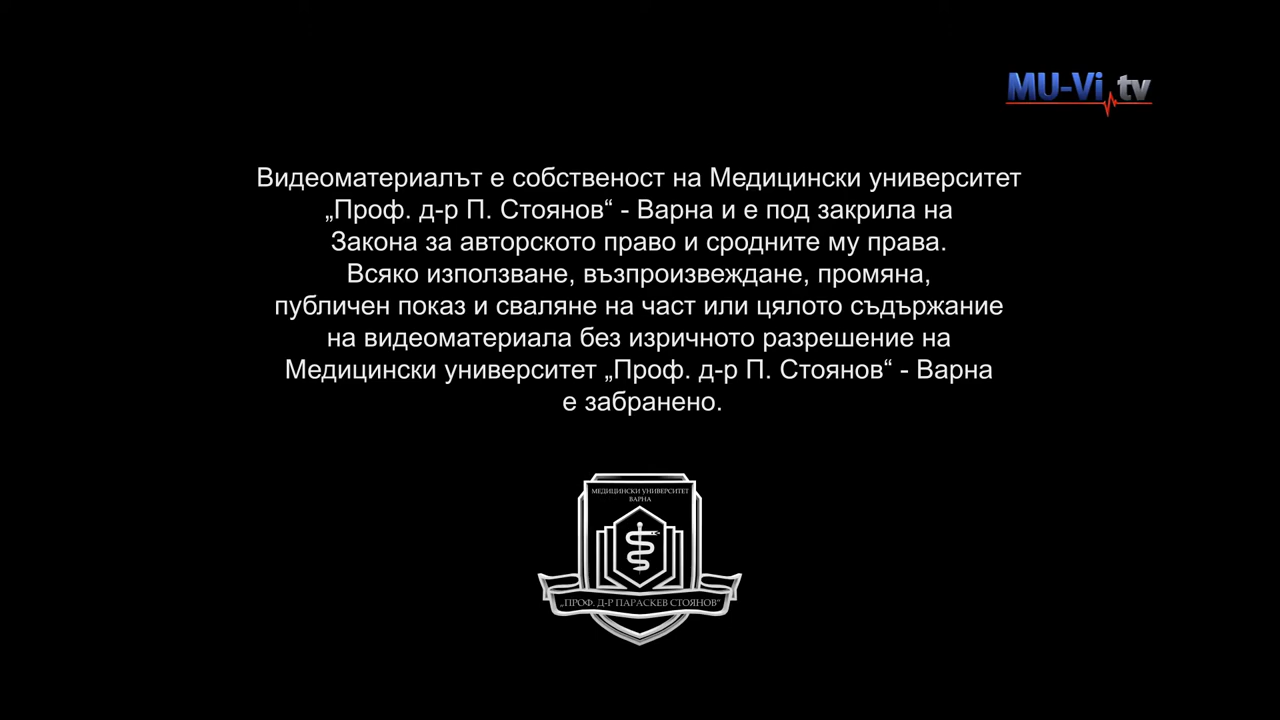 MU-Vi.tv
Видеоматериалът е собственост на Медицински университет
„Проф. д-р П. Стоянов“ - Варна и е под закрила на
Закона за авторското право и сродните му права.
Всяко използване, възпроизвеждане, промяна,
публичен показ и сваляне на част или цялото съдържание
на видеоматериала без изричното разрешение на
Медицински университет „Проф. д-р П. Стоянов“ - Варна
е забранено.
МЕДИЦИНСКИ УНИВЕРСИТЕТ
ВАРНА
„ПРОФ. Д-Р ПАРАСКЕВ СТОЯНОВ“